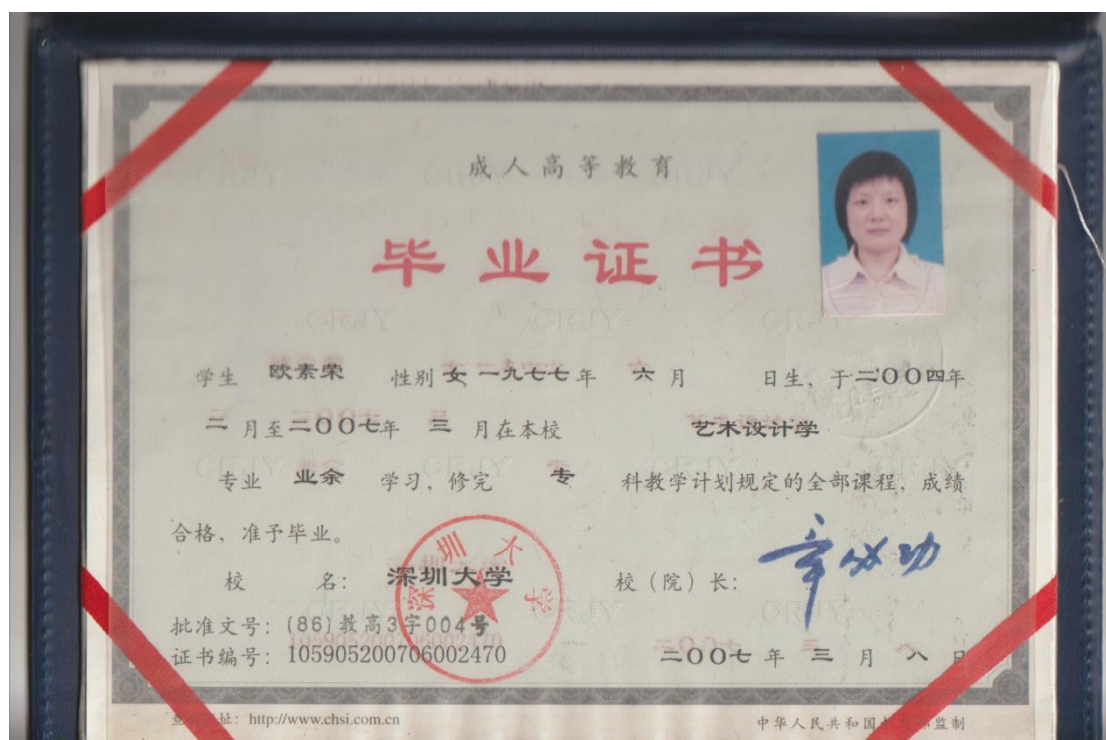 成人高等教育
毕业证书
学生 欧素荣 性别 女 一九七七年 六月 日生，于二〇〇四年
二月至二〇〇七年 三月在本校 艺术设计学
专业 业余 学习，修完 专 科教学计划规定的全部课程，成绩
合格，准予毕业。
校 名：深圳大学 校（院）长：
深圳大学
批准文号：(86)教高3字004号
证书编号：105905200706002470
二〇〇七年 三月 八日
址：http://www.chsi.com.cn 中华人民共和国 监制